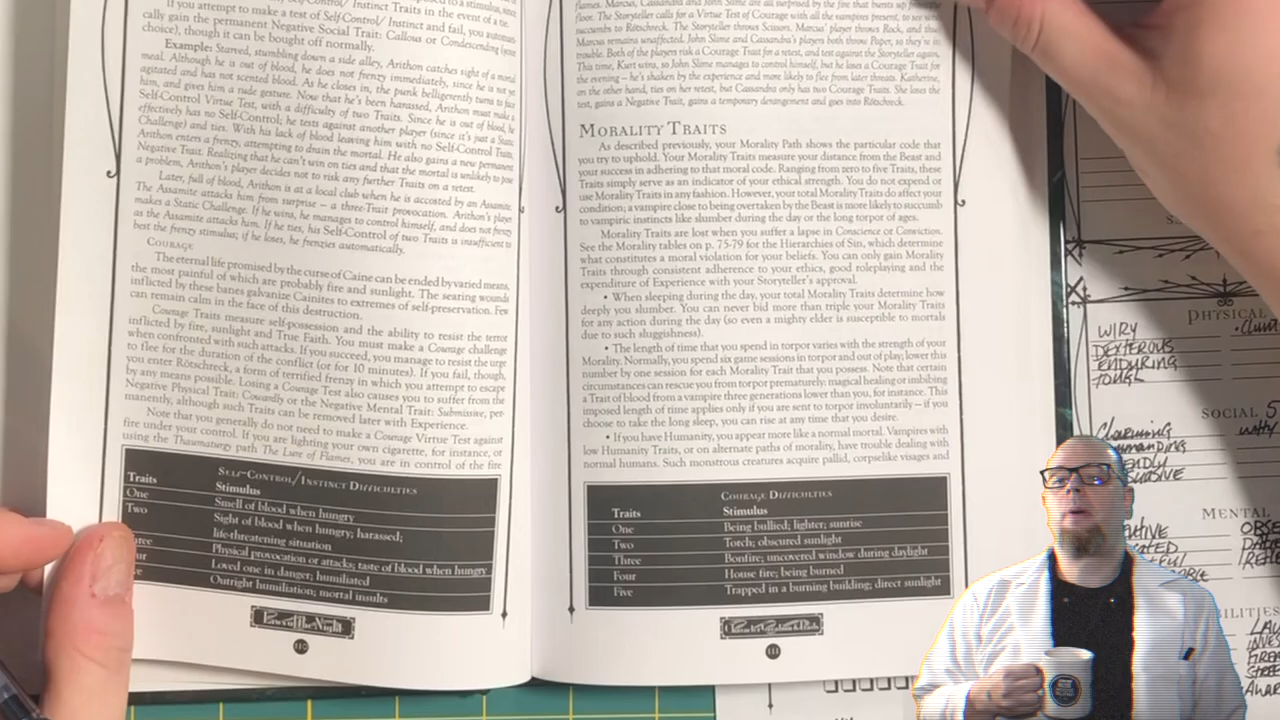 If you attempt to make a test of Self-Control/Instinct and fail, you automati-
cally gain the permanent Negative Social Trait: Callous or Condescending (your
choice), though it can be bought off normally.
Example: Starved, stumbling down a side alley, Arithon catches sight of a mortal
meal. Although he is out of blood, he does not frenzy immediately, since he is not yet
agitated and has not scented blood. As he closes in, the punk belligerently turns to face
him, and gives him a rude gesture. Now that he's been harassed, Arithon must make a
Self-Control Virtue Test, with a difficulty of two Traits. Since he is out of blood, he
effectively has no Self-Control; he tests against another player (since it's just a Static
Challenge) and ties. With his lack of blood leaving him with no Self-Control Traits,
Arithon enters a frenzy, attempting to drain the mortal. He also gains a new permanent
Negative Trait. Realizing that he can't win on ties and that the mortal is unlikely to pose
a problem, Arithon's player decides not to risk any further Traits on a retest.
Later, full of blood, Arithon is at a local club when he is accosted by an Assamite.
The Assamite attacks him from surprise — a three-Trait provocation. Arithon's player
makes a Static Challenge. If he wins, he manages to control himself, and does not frenzy
as the Assamite attacks him. If he ties, his Self-Control of two Traits is insufficient to
best the frenzy stimulus; if he loses, he frenzies automatically.
Courage
The eternal life promised by the curse of Caine can be ended by varied means,
the most painful of which are probably fire and sunlight. The searing wounds
inflicted by these banes galvanize Cainites to extremes of self-preservation. Few
can remain calm in the face of this destruction.
Courage Traits measure self-possession and the ability to resist the terror
inflicted by fire, sunlight and True Faith. You must make a Courage challenge
when confronted with such attacks. If you succeed, you manage to resist the urge
to flee for the duration of the conflict (or for 10 minutes). If you fail, though,
you enter Rötschreck, a form of terrified frenzy in which you attempt to escape
by any means possible. Losing a Courage Test also causes you to suffer from the
Negative Physical Trait: Cowardly or the Negative Mental Trait: Submissive, per-
manently, although such Traits can be removed later with Experience.
Note that you generally do not need to make a Courage Virtue Test against
fire under your control. If you are lighting your own cigarette, for instance, or
using the Thaumaturgy path The Lure of Flames, you are in control of the fire
Self-Control/Instinct Difficulties
Traits Stimulus
One Smell of blood when hungry
Two Sight of blood when hungry; harassed;
life-threatening situation
Physical provocation or attacks; taste of blood when hungry
Loved one in danger; humiliated
Outright humiliation; mortal insults
Laws of the Night
flames. Marcus, Cassandra and John Slime are all surprised by the fire that bursts up
floor. The Storyteller calls for a Virtue Test of Courage with all the vampires present, to see who
succumbs to Rötschreck. The Storyteller throws Scissors. Marcus' player throws Rock, and thus
Marcus remains unaffected. John Slime and Cassandra's players both throw Paper, so they're in
trouble. Both of the players risk a Courage Trait for a retest, and test against the Storyteller again.
This time, Kurt wins, so John Slime manages to control himself, but he loses a Courage Trait for
the evening — he's shaken by the experience and more likely to flee from later threats. Katherine,
on the other hand, ties on her retest, but Cassandra only has two Courage Traits. She loses the
test, gains a Negative Trait, gains a temporary derangement and goes into Rötschreck.
Morality Traits
As described previously, your Morality Path shows the particular code that
you try to uphold. Your Morality Traits measure your distance from the Beast and
your success in adhering to that moral code. Ranging from zero to five Traits, these
Traits simply serve as an indicator of your ethical strength. You do not expend or
use Morality Traits in any fashion. However, your total Morality Traits do affect your
condition; a vampire close to being overtaken by the Beast is more likely to succumb
to vampiric instincts like slumber during the day or the long torpor of ages.
Morality Traits are lost when you suffer a lapse in Conscience or Conviction.
See the Morality tables on p. 75-79 for the Hierarchies of Sin, which determine
what constitutes a moral violation for your beliefs. You can only gain Morality
Traits through consistent adherence to your ethics, good roleplaying and the
expenditure of Experience with your Storyteller's approval.
• When sleeping during the day, your total Morality Traits determine how
deeply you slumber. You can never bed more than triple your Morality Traits
for any action during the day (so even a mighty elder is susceptible to mortals
due to such sluggishness).
• The length of time that you spend in torpor varies with the strength of your
Morality. Normally, you spend six game sessions in torpor and out of play; lower this
number by one session for each Morality Trait that you possess. Note that certain
circumstances can rescue you from torpor prematurely: magical healing or imbibing
a Trait of blood from a vampire three generations lower than you, for instance. This
imposed length of time applies only if you are sent to torpor involuntarily — if you
choose to take the long sleep, you can rise at any time that you desire.
• If you have Humanity, you appear more like a normal mortal. Vampires with
low Humanity Traits, or on alternate paths of morality, have trouble dealing with
normal humans. Such monstrous creatures acquire pallid, corpselike visages and
Courage Difficulties
Traits Stimulus
One Being bullied; lighter; sunrise
Two Torch; obscured sunlight
Three Bonfire; uncovered window during daylight
Four House fire; being burned
Five Trapped in a burning building; direct sunlight
111
Physical
Wiry
Dexterous
Enduring
Tough
Social
Charming
Mental